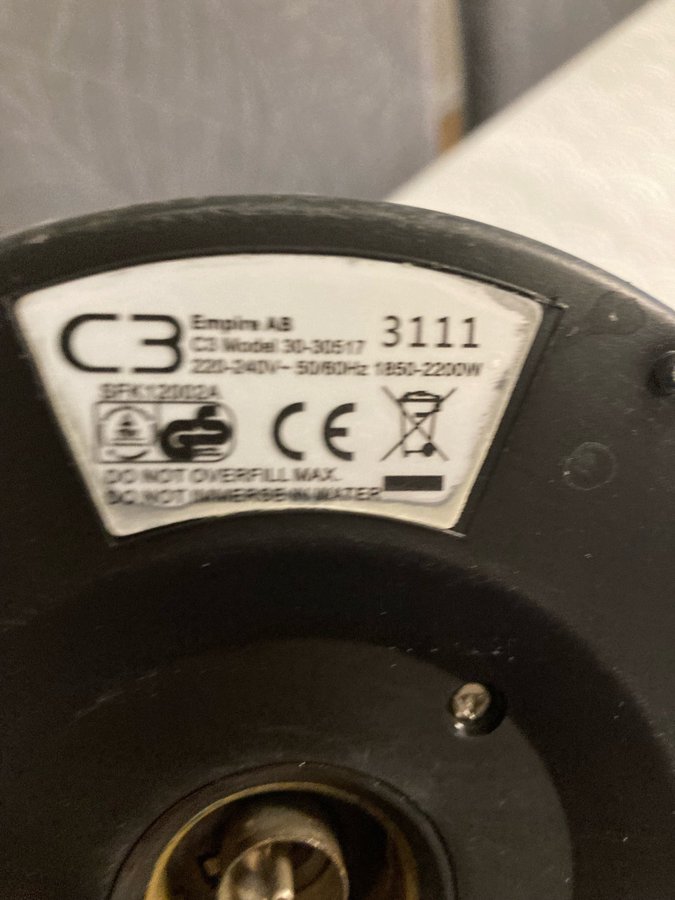 C3
Empire AB
C3 Model 30-30517 3111
220-240V~ 50/60Hz 1850-2200W
SFK12002A
CE
DO NOT OVERFILL MAX.
DO NOT IMMERSE IN WATER